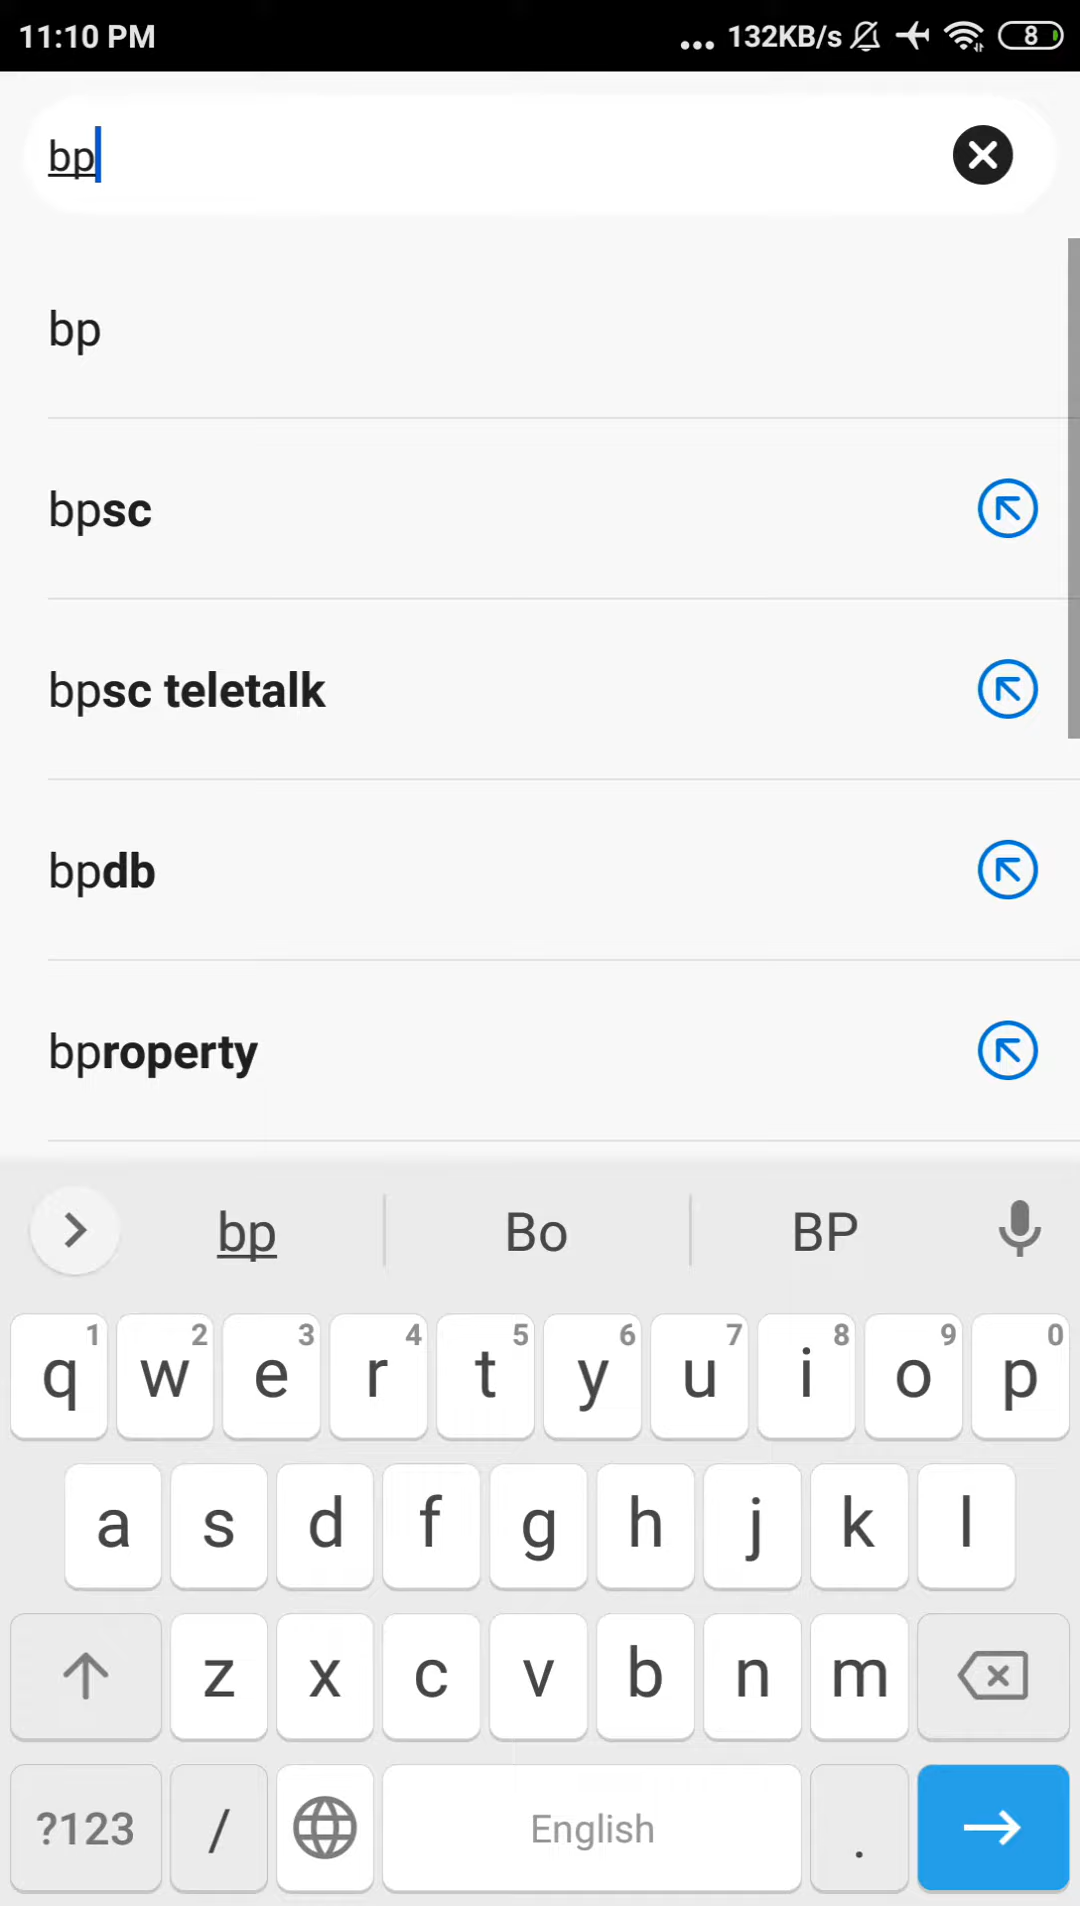 11:10 PM
... 132KB/s 8
bp
bp
bpsc
bpsc teletalk
bpdb
bproperty
bp Bo BP
1 2 3 4 5 6 7 8 9 0
q w e r t y u i o p
a s d f g h j k l
z x c v b n m
?123 / English .